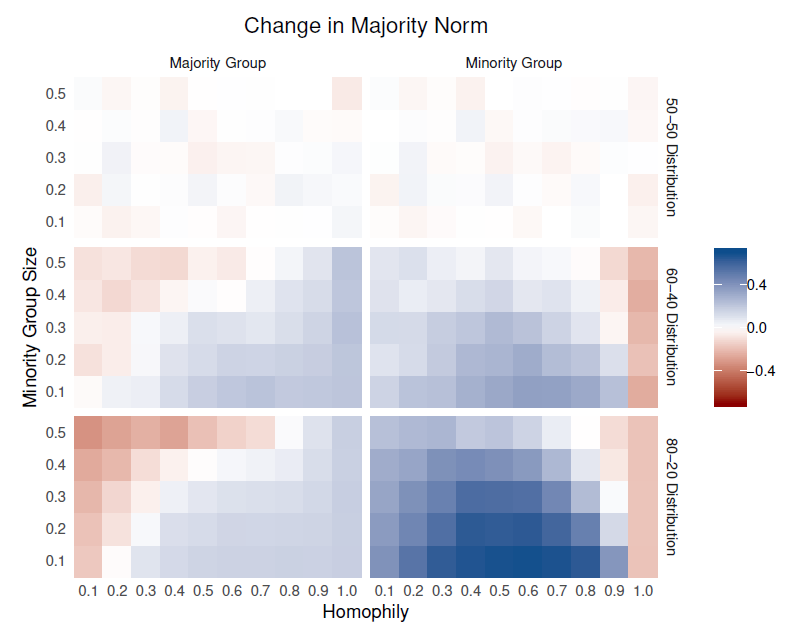 Change in Majority Norm
Majority Group
Minority Group
0.5
0.4
0.3
0.2
0.1
50−50 Distribution
Minority Group Size
0.5
0.4
0.3
0.2
0.1
60−40 Distribution
0.4
0.0
−0.4
0.5
0.4
0.3
0.2
0.1
80−20 Distribution
0.1 0.2 0.3 0.4 0.5 0.6 0.7 0.8 0.9 1.0
0.1 0.2 0.3 0.4 0.5 0.6 0.7 0.8 0.9 1.0
Homophily